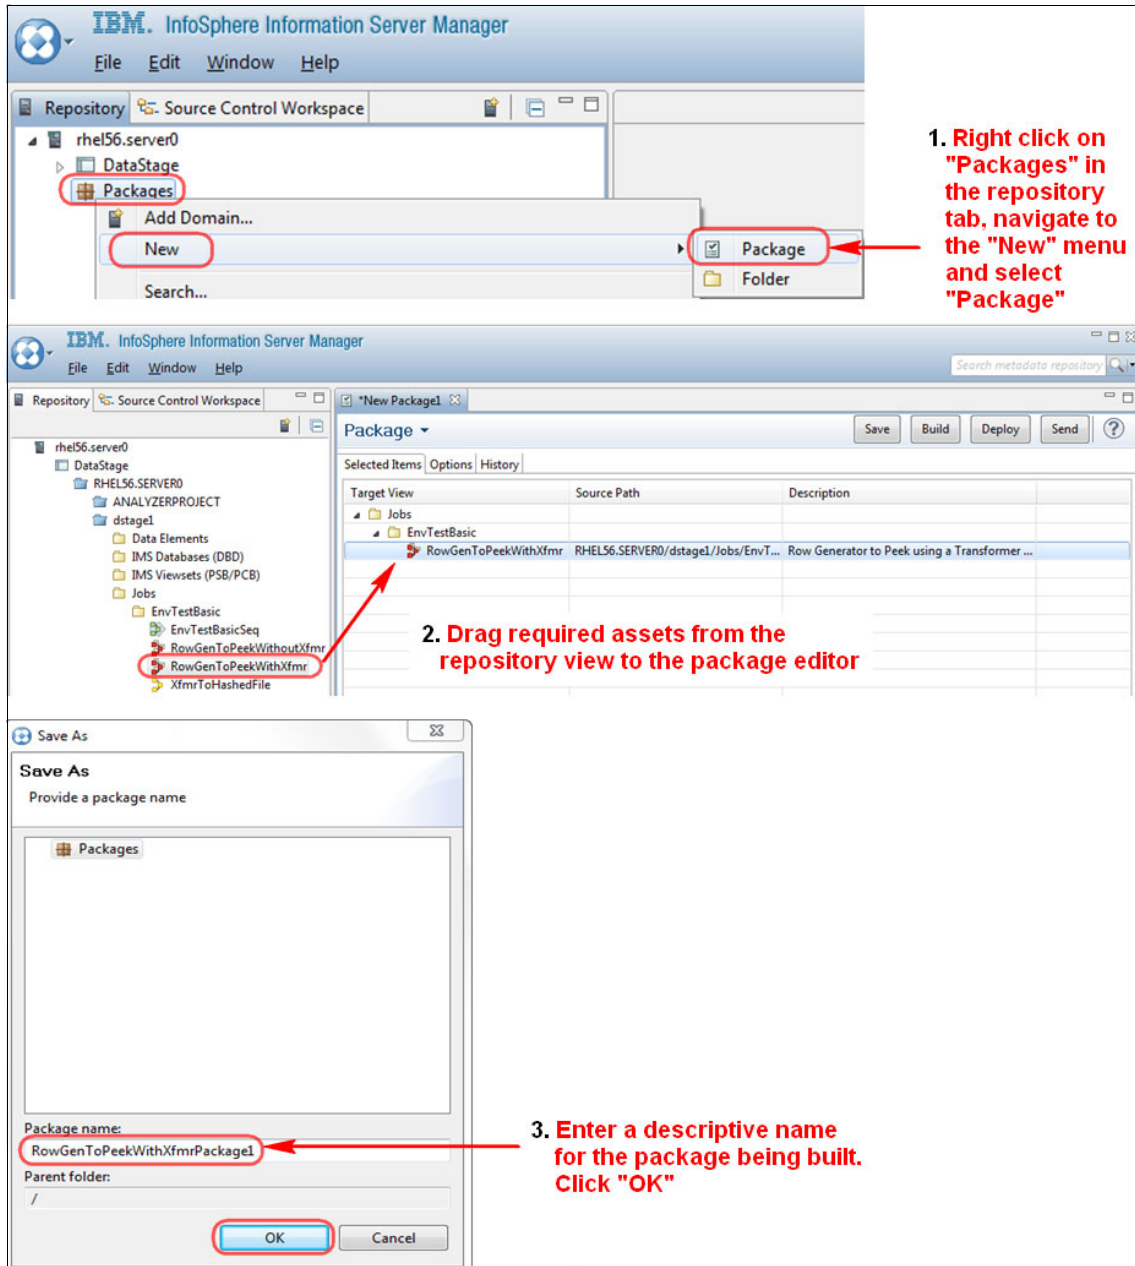 IBM. InfoSphere Information Server Manager
File Edit Window Help
Repository Source Control Workspace
rhel56.server0
DataStage
Packages
Add Domain...
New
Search...
Package
Folder
1. Right click on
"Packages" in
the repository
tab, navigate to
the "New" menu
and select
"Package"
IBM. InfoSphere Information Server Manager
File Edit Window Help
Search metadata repository
Repository Source Control Workspace
rhel56.server0
DataStage
RHEL56.SERVER0
ANALYZERPROJECT
dstage1
Data Elements
IMS Databases (DBD)
IMS Viewsets (PSB/PCB)
Jobs
EnvTestBasic
EnvTestBasicSeq
RowGenToPeekWithoutXfmr
RowGenToPeekWithXfmr
XfmrToHashedFile
*New Package1
Package
Save Build Deploy Send ?
Selected Items Options History
Target View Source Path Description
Jobs
EnvTestBasic
RowGenToPeekWithXfmr RHEL56.SERVER0/dstage1/Jobs/EnvT... Row Generator to Peek using a Transformer ...
2. Drag required assets from the
repository view to the package editor
Save As
Save As
Provide a package name
Packages
Package name:
RowGenToPeekWithXfmrPackage1
Parent folder:
/
OK Cancel
3. Enter a descriptive name
for the package being built.
Click "OK"